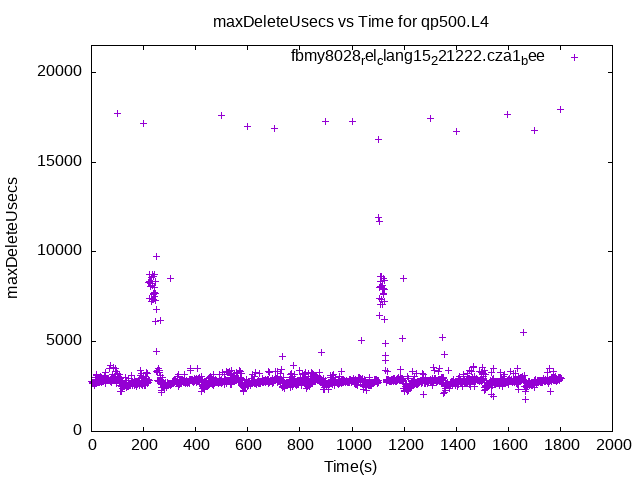 maxDeleteUsecs vs Time for qp500.L4
fbmy8028relclang15221222.cza1bee
20000
15000
10000
5000
0
maxDeleteUsecs
0 200 400 600 800 1000 1200 1400 1600 1800 2000
Time(s)